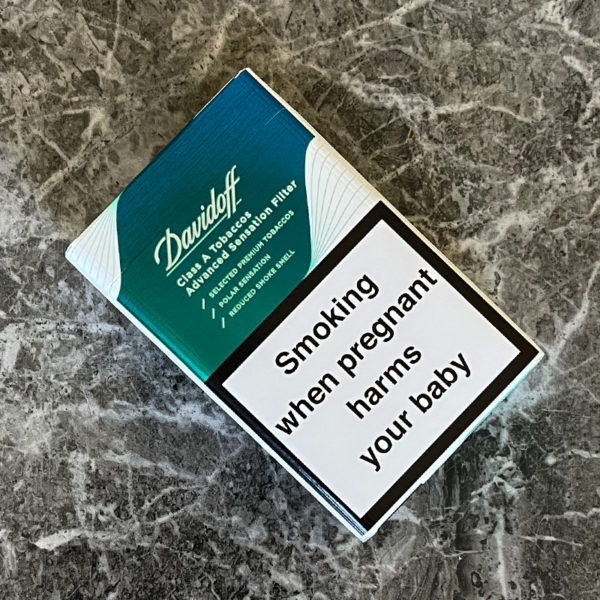 Davidoff
Class A Tobaccos
Advanced Sensation Filter
/ SELECTED PREMIUM TOBACCOS
/ POLAR SENSATION
/ REDUCED SMOKE SMELL
Smoking
when pregnant
harms
your baby